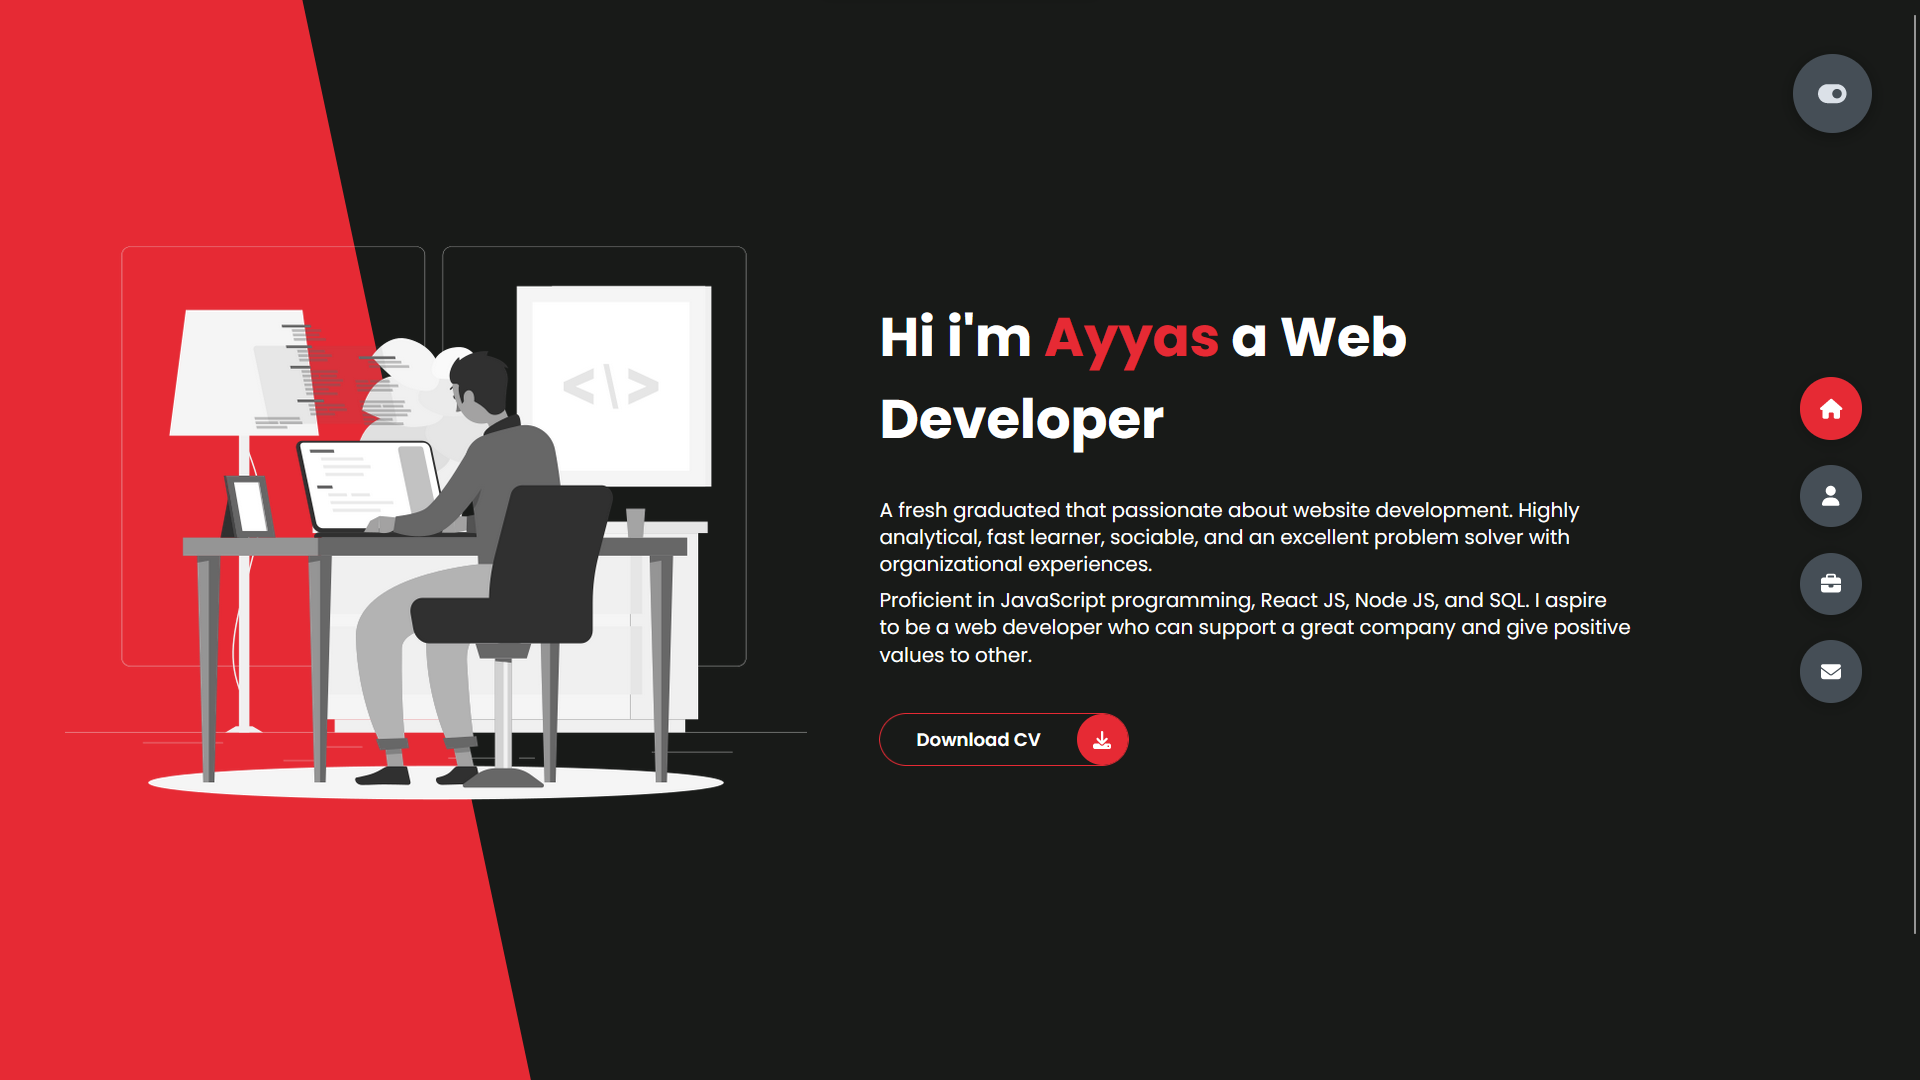 <\>
Hi i'm Ayyas a Web
Developer
A fresh graduated that passionate about website development. Highly
analytical, fast learner, sociable, and an excellent problem solver with
organizational experiences.
Proficient in JavaScript programming, React JS, Node JS, and SQL. I aspire
to be a web developer who can support a great company and give positive
values to other.
Download CV